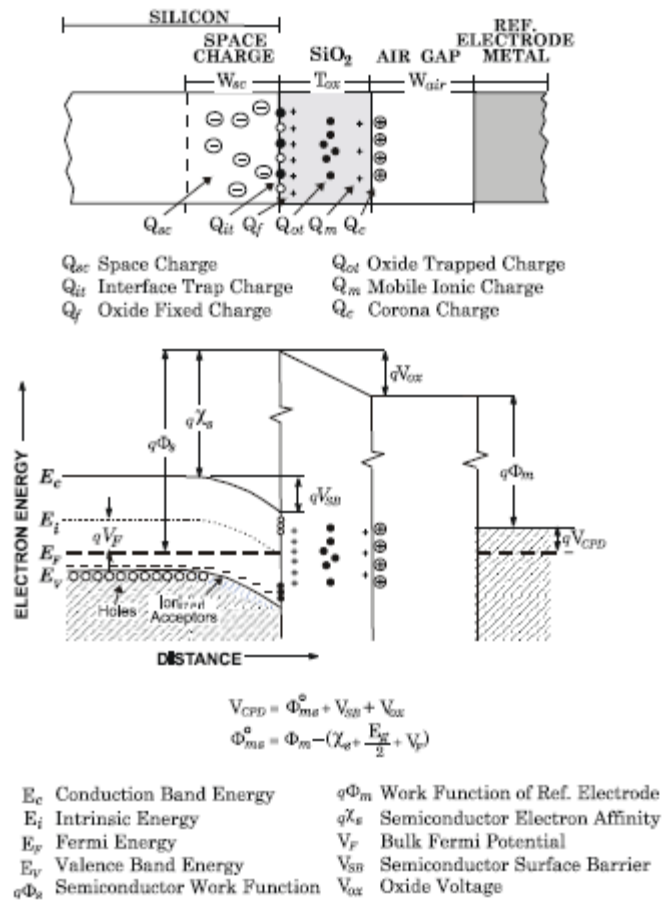 SILICON
SPACE CHARGE
SiO₂
AIR GAP
REF. ELECTRODE METAL
Wsc
Tox
Wair
Qsc
Qit
Qf
Qot
Qm
Qc
Qsc Space Charge
Qot Oxide Trapped Charge
Qit Interface Trap Charge
Qm Mobile Ionic Charge
Qf Oxide Fixed Charge
Qc Corona Charge
ELECTRON ENERGY
qVox
qχs
qΦs
qΦm
Ec
qVSB
Ei
qVF
EF
qVCPD
EV
Holes
Ionized
Acceptors
DISTANCE
VCPD = Φ°ms + VSB + Vox
Φ°ms = Φm − (χs + Eg/2 + VF)
Ec Conduction Band Energy
qΦm Work Function of Ref. Electrode
Ei Intrinsic Energy
qχs Semiconductor Electron Affinity
EF Fermi Energy
VF Bulk Fermi Potential
EV Valence Band Energy
VSB Semiconductor Surface Barrier
qΦs Semiconductor Work Function
Vox Oxide Voltage